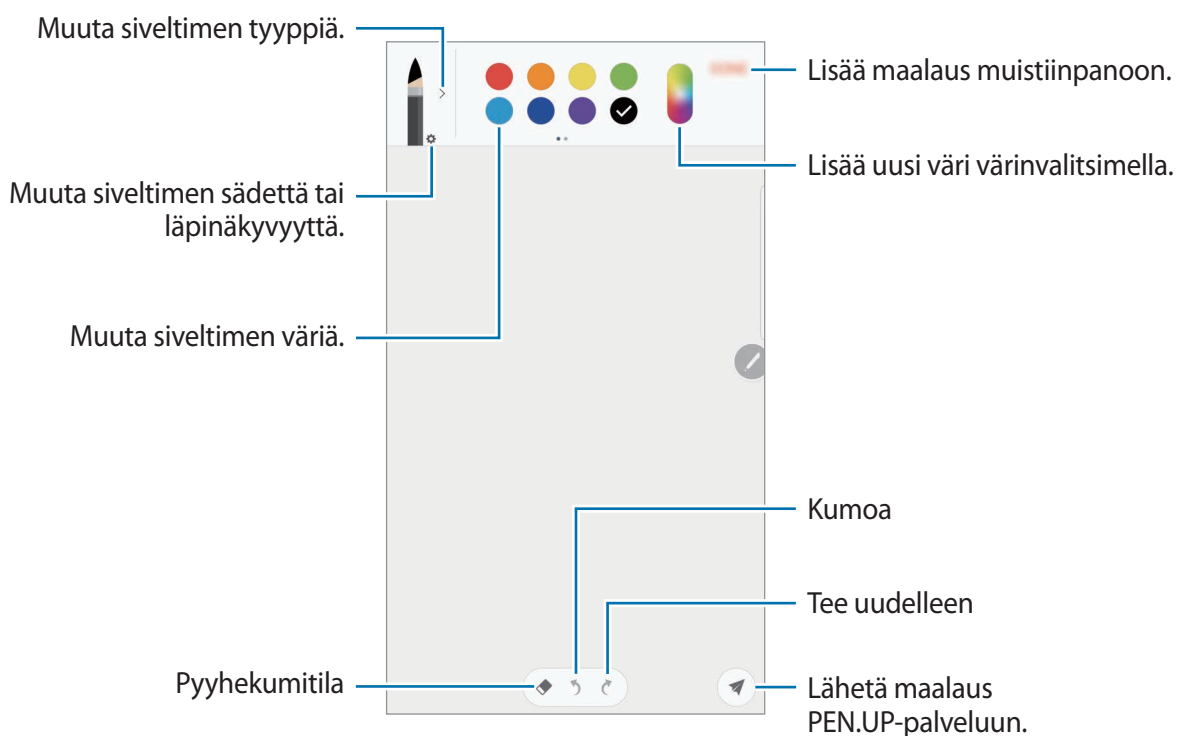 Muuta siveltimen tyyppiä.
Lisää maalaus muistiinpanoon.
Lisää uusi väri värinvalitsimella.
Muuta siveltimen sädettä tai
läpinäkyvyyttä.
Muuta siveltimen väriä.
Kumoa
Tee uudelleen
Pyyhekumitila
Lähetä maalaus
PEN.UP-palveluun.